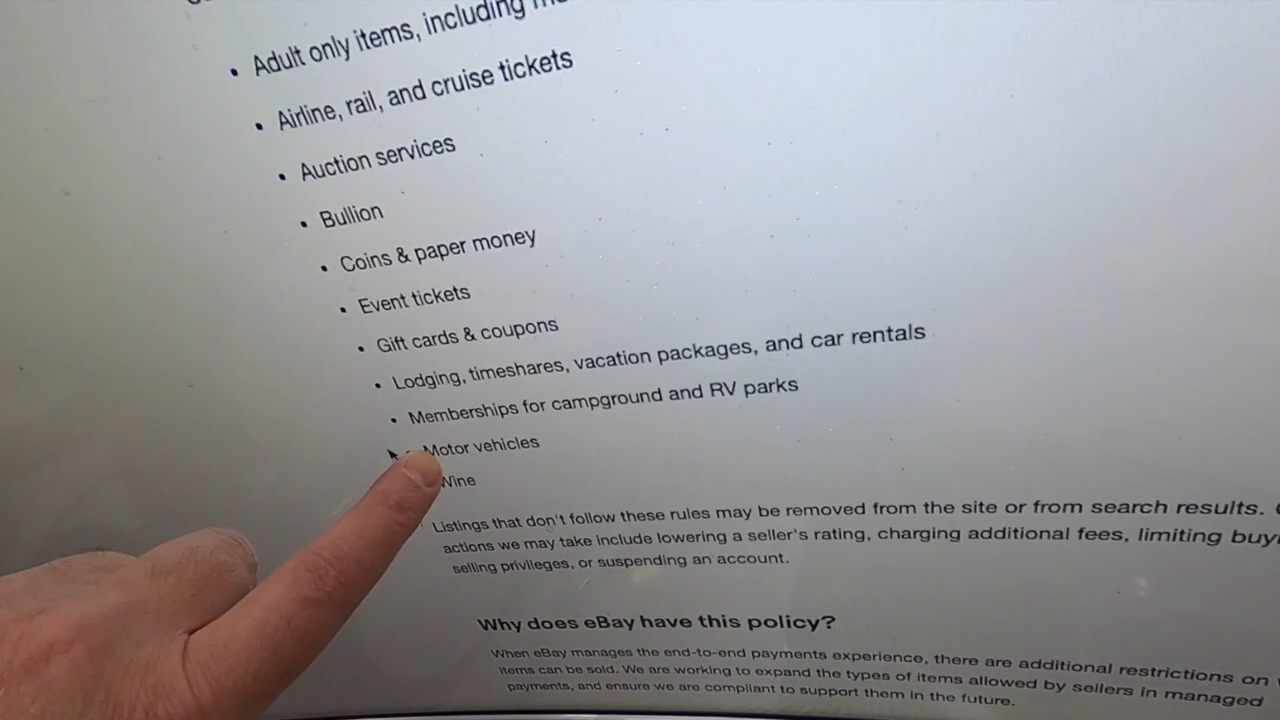 • Adult only items, including
• Airline, rail, and cruise tickets
• Auction services
• Bullion
• Coins & paper money
• Event tickets
• Gift cards & coupons
• Lodging, timeshares, vacation packages, and car rentals
• Memberships for campground and RV parks
• Motor vehicles
Wine
Listings that don't follow these rules may be removed from the site or from search results.
actions we may take include lowering a seller's rating, charging additional fees, limiting
selling privileges, or suspending an account.
Why does eBay have this policy?
When eBay manages the end-to-end payments experience, there are additional restrictions on
items can be sold. We are working to expand the types of items allowed by sellers in managed
payments, and ensure we are compliant to support them in the future.